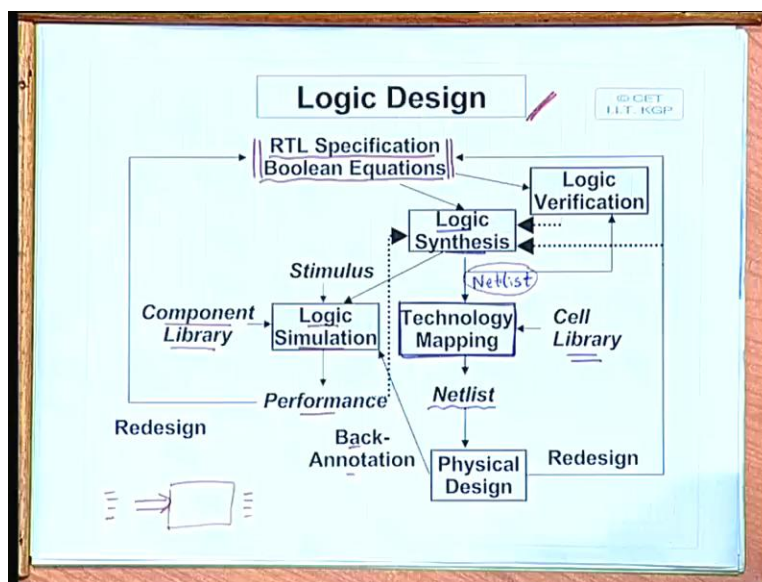 Logic Design
© CET
I.I.T. KGP
RTL Specification
Boolean Equations
Logic
Verification
Logic
Synthesis
Netlist
Stimulus
Component
Library
Logic
Simulation
Technology
Mapping
Cell
Library
Performance
Netlist
Redesign
Back-
Annotation
Physical
Design
Redesign